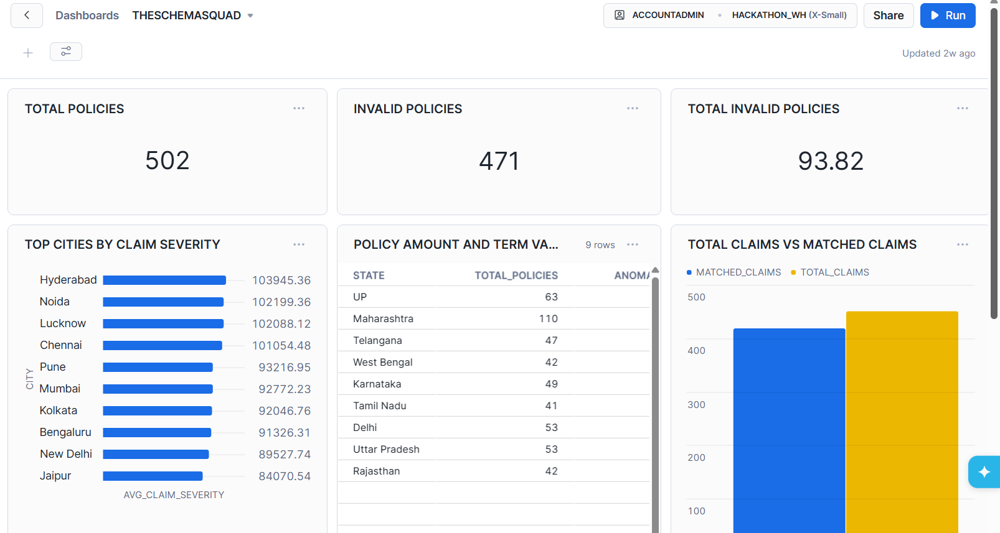 Dashboards THESCHEMASQUAD
ACCOUNTADMIN • HACKATHON_WH (X-Small)
Share
Run
Updated 2w ago
TOTAL POLICIES
502
INVALID POLICIES
471
TOTAL INVALID POLICIES
93.82
TOP CITIES BY CLAIM SEVERITY
CITY
Hyderabad 103945.36
Noida 102199.36
Lucknow 102088.12
Chennai 101054.48
Pune 93216.95
Mumbai 92772.23
Kolkata 92046.76
Bengaluru 91326.31
New Delhi 89527.74
Jaipur 84070.54
AVG_CLAIM_SEVERITY
POLICY AMOUNT AND TERM VA... 9 rows
STATE TOTAL_POLICIES ANOMA
UP 63
Maharashtra 110
Telangana 47
West Bengal 42
Karnataka 49
Tamil Nadu 41
Delhi 53
Uttar Pradesh 53
Rajasthan 42
TOTAL CLAIMS VS MATCHED CLAIMS
MATCHED_CLAIMS TOTAL_CLAIMS
500
400
300
200
100